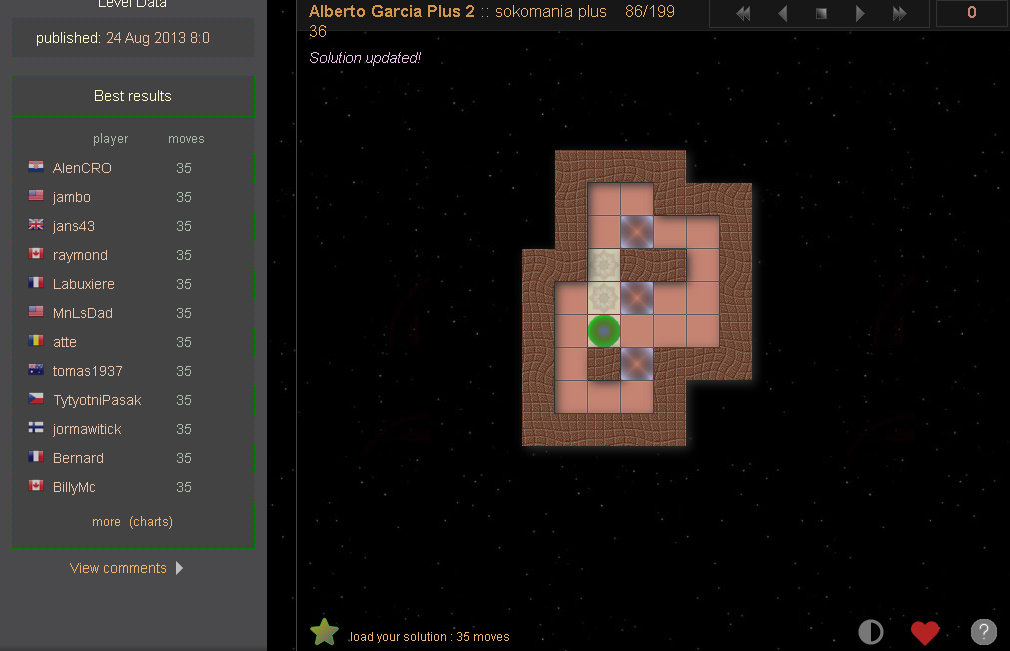 Level Data
published: 24 Aug 2013 8:0
Best results
player moves
AlenCRO 35
jambo 35
jans43 35
raymond 35
Labuxiere 35
MnLsDad 35
atte 35
tomas1937 35
TytyotniPasak 35
jormawitick 35
Bernard 35
BillyMc 35
more (charts)
View comments
Alberto Garcia Plus 2 :: sokomania plus 86/199
36
0
Solution updated!
load your solution : 35 moves
?